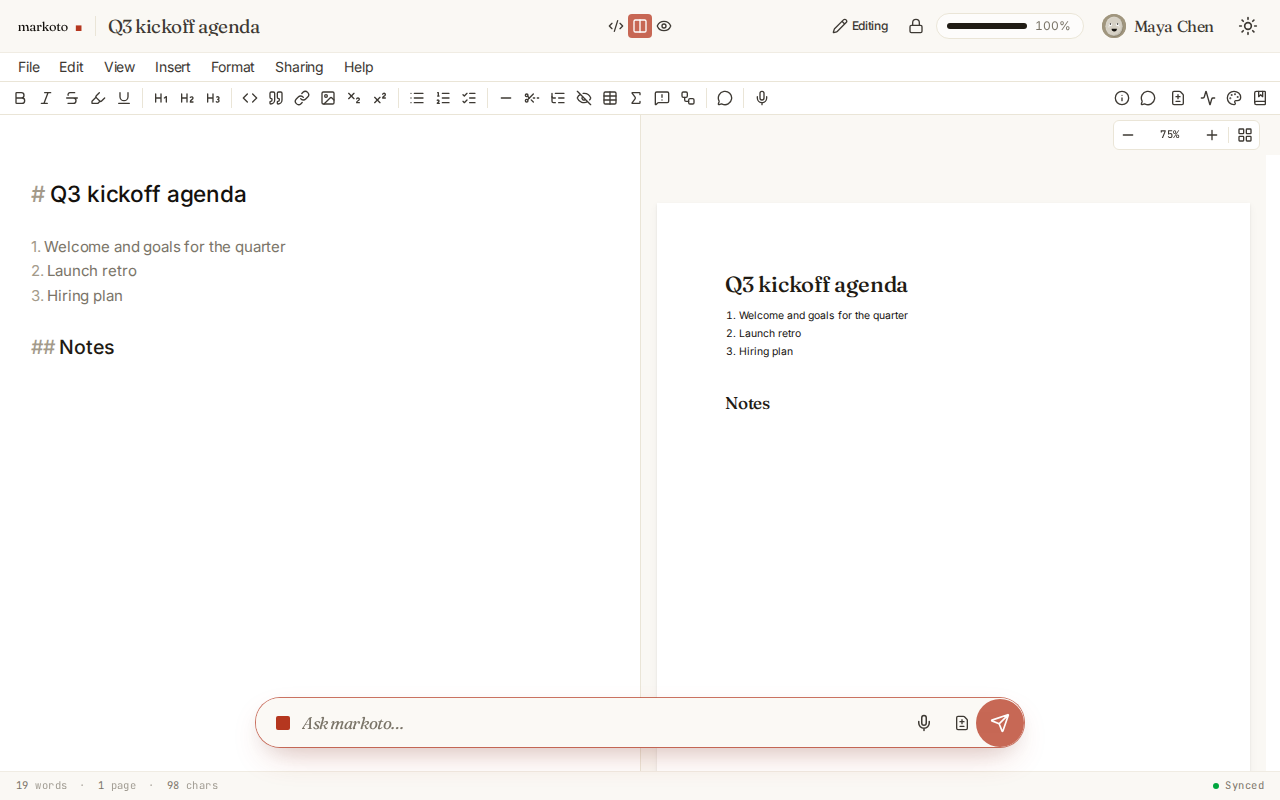 markoto
Q3 kickoff agenda
Editing
100%
Maya Chen
File Edit View Insert Format Sharing Help
H1 H2 H3
75%
# Q3 kickoff agenda
1. Welcome and goals for the quarter
2. Launch retro
3. Hiring plan
## Notes
Q3 kickoff agenda
1. Welcome and goals for the quarter
2. Launch retro
3. Hiring plan
Notes
Ask markoto...
19 words · 1 page · 98 chars
Synced